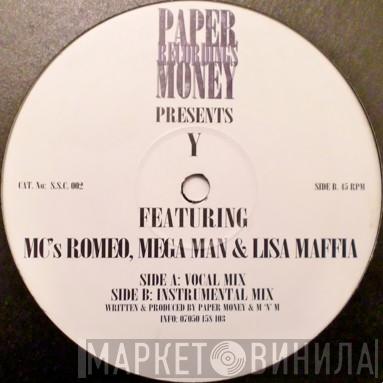 PAPER
RECORDINGS
MONEY
PRESENTS
Y
CAT. No: S.S.C. 002
SIDE B. 45 RPM
FEATURING
MC's ROMEO, MEGA MAN & LISA MAFFIA
SIDE A: VOCAL MIX
SIDE B: INSTRUMENTAL MIX
WRITTEN & PRODUCED BY PAPER MONEY & M 'N' M
INFO: 07050 158 103
МАРКЕТ ВИНИЛА